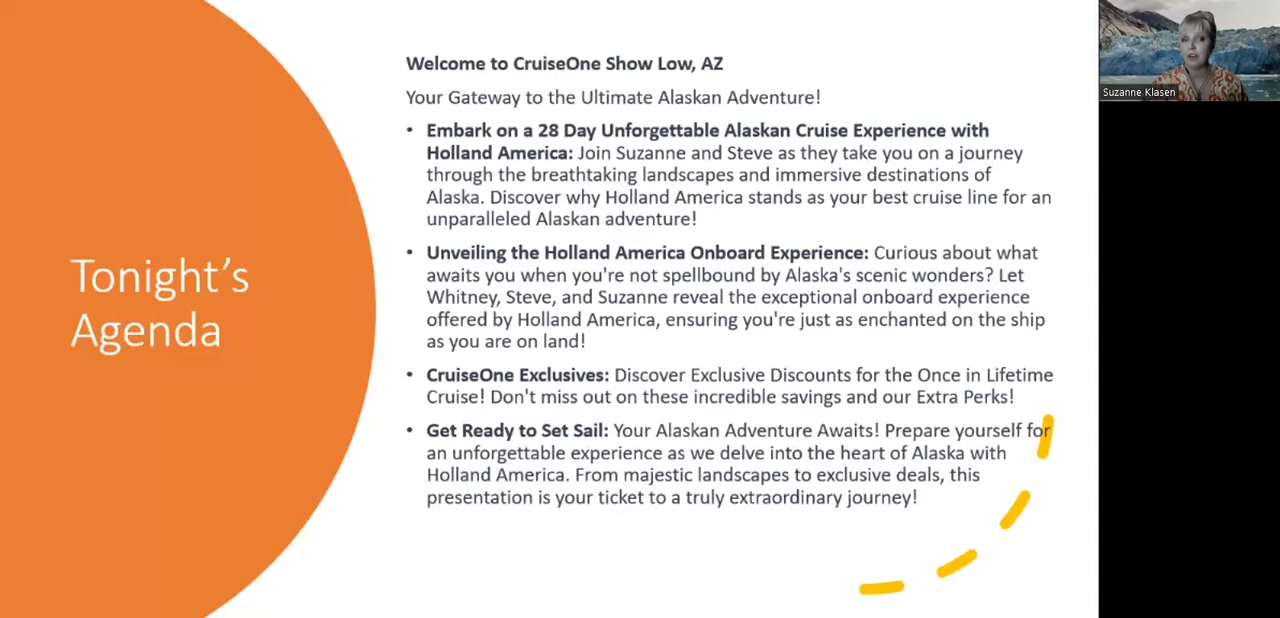 Tonight's
Agenda
Welcome to CruiseOne Show Low, AZ
Your Gateway to the Ultimate Alaskan Adventure!
• Embark on a 28 Day Unforgettable Alaskan Cruise Experience with
Holland America: Join Suzanne and Steve as they take you on a journey
through the breathtaking landscapes and immersive destinations of
Alaska. Discover why Holland America stands as your best cruise line for an
unparalleled Alaskan adventure!
• Unveiling the Holland America Onboard Experience: Curious about what
awaits you when you're not spellbound by Alaska's scenic wonders? Let
Whitney, Steve, and Suzanne reveal the exceptional onboard experience
offered by Holland America, ensuring you're just as enchanted on the ship
as you are on land!
• CruiseOne Exclusives: Discover Exclusive Discounts for the Once in Lifetime
Cruise! Don't miss out on these incredible savings and our Extra Perks!
• Get Ready to Set Sail: Your Alaskan Adventure Awaits! Prepare yourself for
an unforgettable experience as we delve into the heart of Alaska with
Holland America. From majestic landscapes to exclusive deals, this
presentation is your ticket to a truly extraordinary journey!
Suzanne Klasen